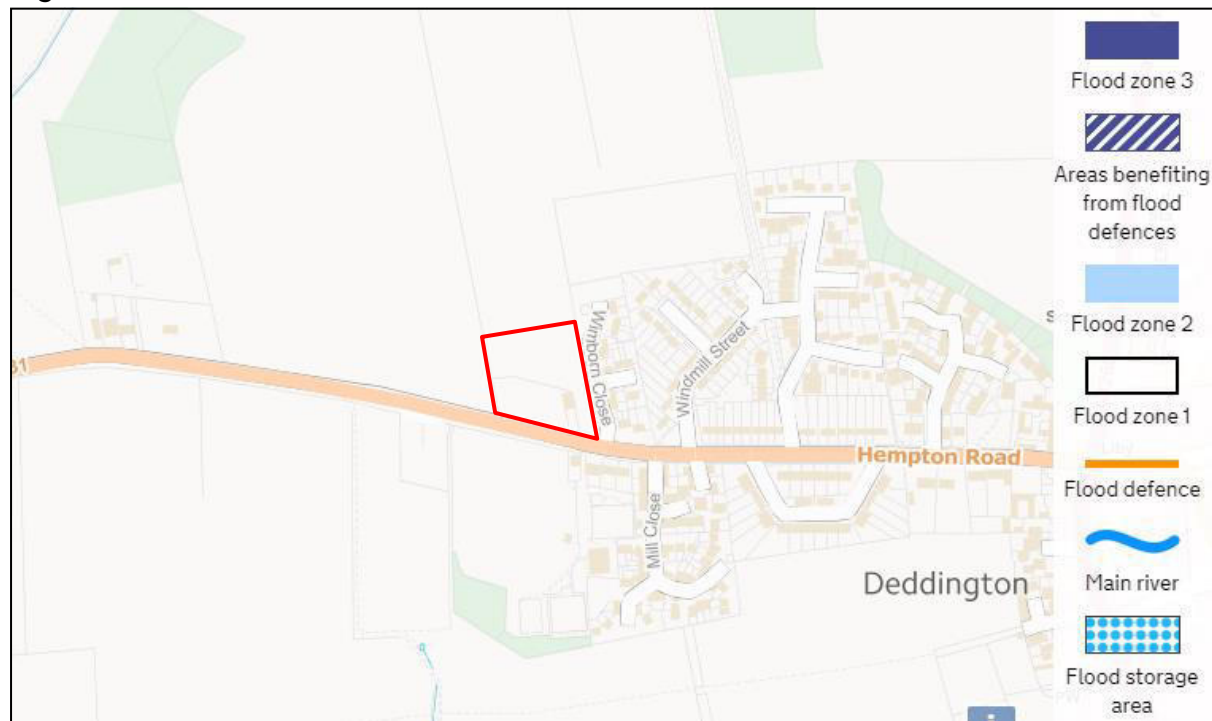 31
Wimborn Close
Windmill Street
Hempton Road
Mill Close
Deddington
Flood zone 3
Areas benefiting
from flood
defences
Flood zone 2
Flood zone 1
Flood defence
Main river
Flood storage
area